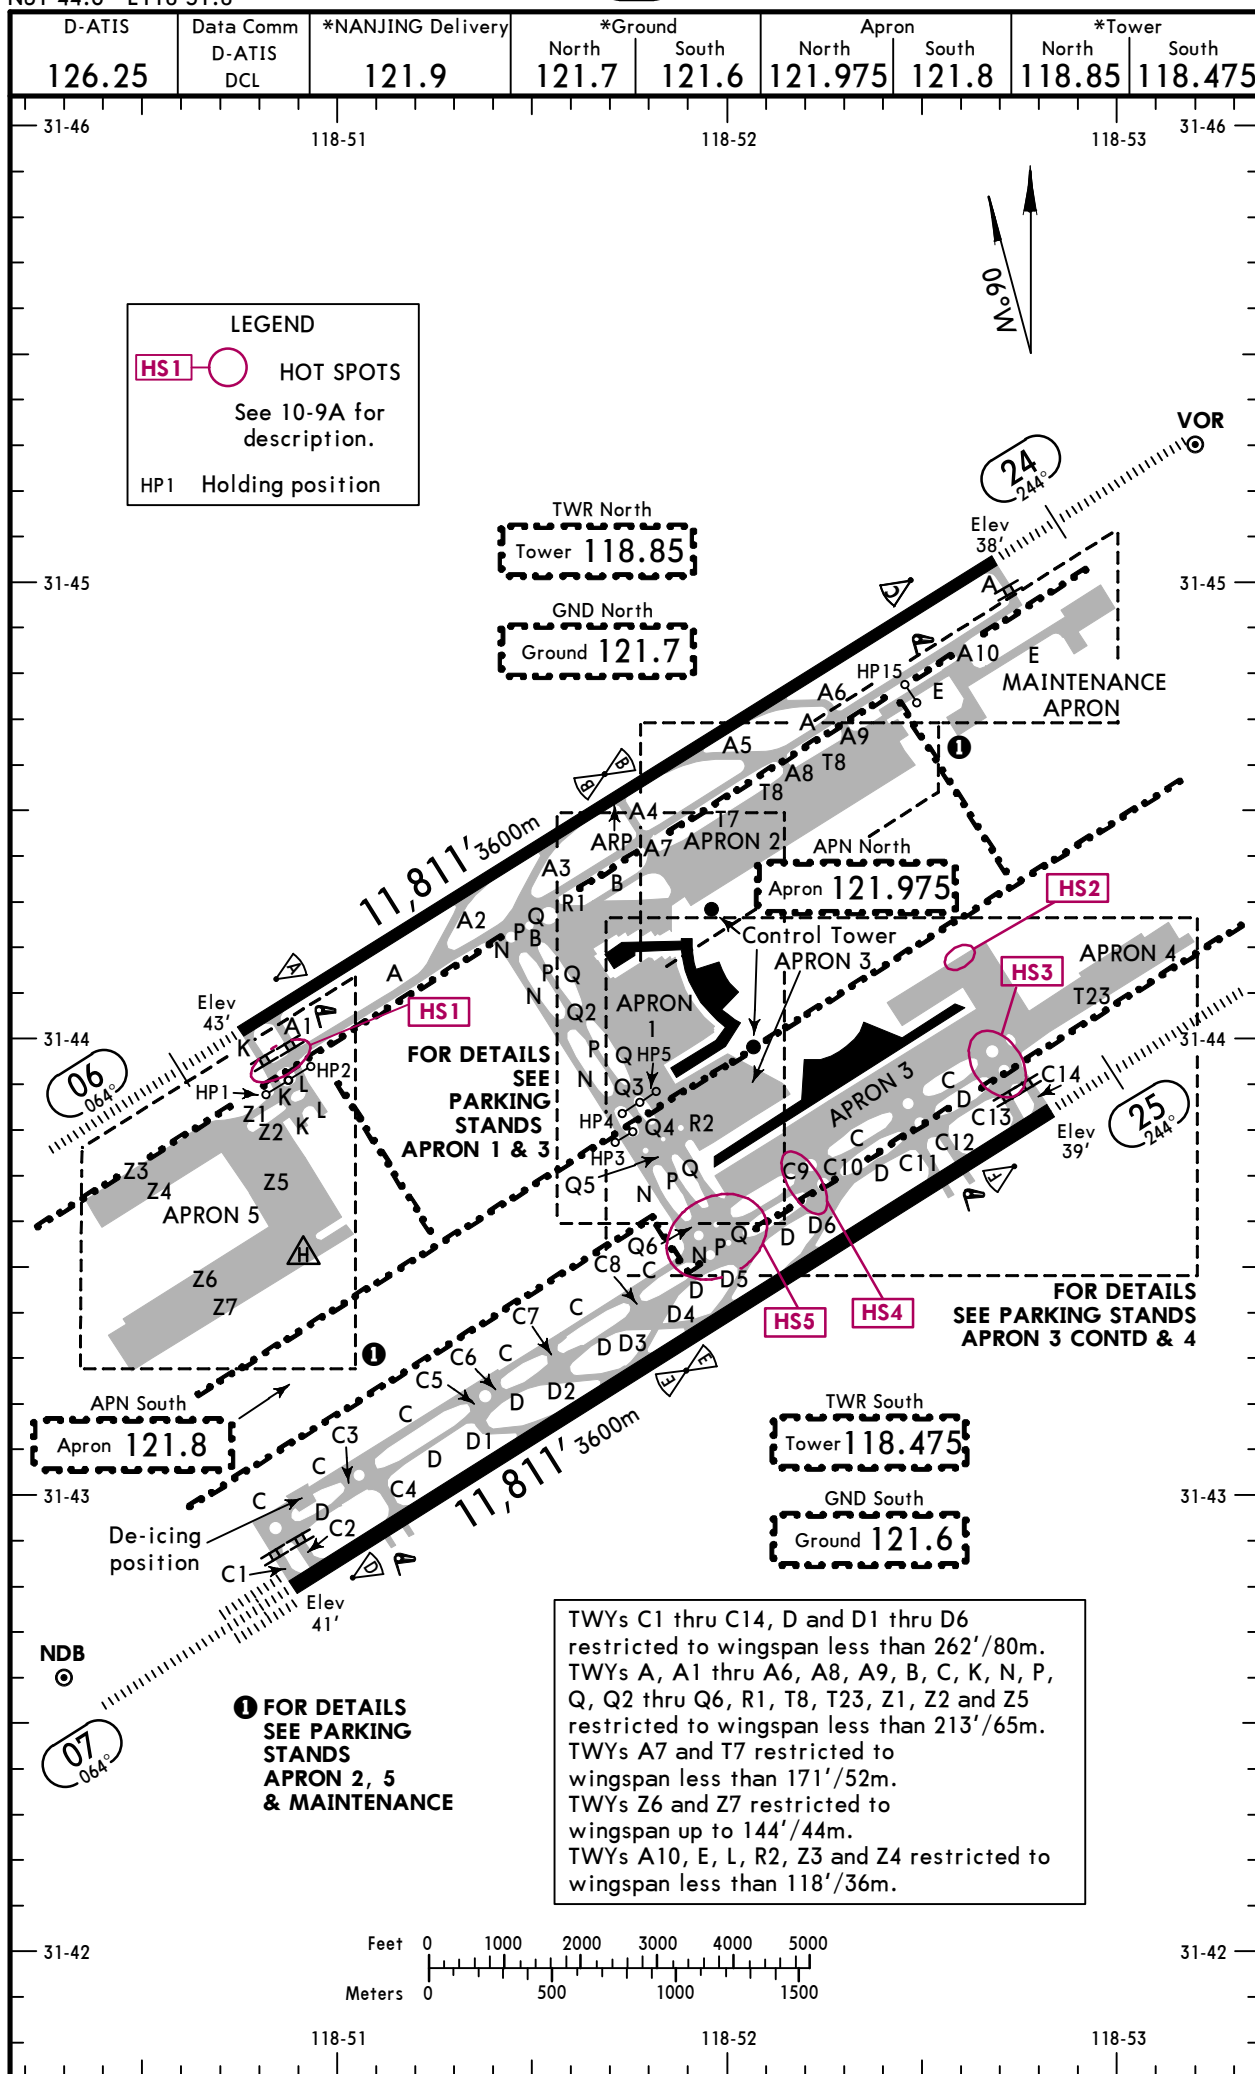 D-ATIS
126.25
Data Comm
D-ATIS
DCL
*NANJING Delivery
121.9
*Ground
North South
121.7 121.6
Apron
North South
121.975 121.8
*Tower
North South
118.85 118.475
31-46 31-46
118-51 118-52 118-53
06°W
LEGEND
HS1 HOT SPOTS
See 10-9A for
description.
HP1 Holding position
VOR
24
244°
Elev
38'
TWR North
Tower 118.85
GND North
Ground 121.7
31-45 31-45
C
A
A10
E
HP15
E
MAINTENANCE
APRON
A6
A
A9
A5
T8
A8
T8
1
B
B
A4
ARP
T7
APRON 2
A7
11,811' 3600m
A3
B
R1
APN North
Apron 121.975
HS2
A2
Q
P
B
N
Control Tower
APRON 3
APRON 4
HS3
T23
A
A
P
Q
N
Q2
APRON
1
Elev
43'
HS1
A1
K
31-44 31-44
06
064°
HP1
HP2
L
K
L
Z1
Z2
K
FOR DETAILS
SEE
PARKING
STANDS
APRON 1 & 3
P
Q
HP5
N
Q3
HP4
Q4
R2
HP3
Q5
P
Q
N
APRON 3
C
C14
D
C13
C
C12
C10
C11
D
C9
Elev
39'
25
244°
F
Z3
Z4
Z5
APRON 5
H
Z6
Z7
Q6
N
P
Q
D
D6
C8
C
D5
D
D4
HS5
HS4
FOR DETAILS
SEE PARKING STANDS
APRON 3 CONTD & 4
C7
C
C6
C
D
D3
E
E
1
C5
D
D2
APN South
Apron 121.8
C3
C
D1
D
C
C4
TWR South
Tower 118.475
11,811' 3600m
31-43 31-43
C
D
De-icing
position
C2
C1
D
GND South
Ground 121.6
Elev
41'
NDB
07
064°
1 FOR DETAILS
SEE PARKING
STANDS
APRON 2, 5
& MAINTENANCE
TWYs C1 thru C14, D and D1 thru D6
restricted to wingspan less than 262'/80m.
TWYs A, A1 thru A6, A8, A9, B, C, K, N, P,
Q, Q2 thru Q6, R1, T8, T23, Z1, Z2 and Z5
restricted to wingspan less than 213'/65m.
TWYs A7 and T7 restricted to
wingspan less than 171'/52m.
TWYs Z6 and Z7 restricted to
wingspan up to 144'/44m.
TWYs A10, E, L, R2, Z3 and Z4 restricted to
wingspan less than 118'/36m.
31-42 31-42
Feet 0 1000 2000 3000 4000 5000
Meters 0 500 1000 1500
118-51 118-52 118-53